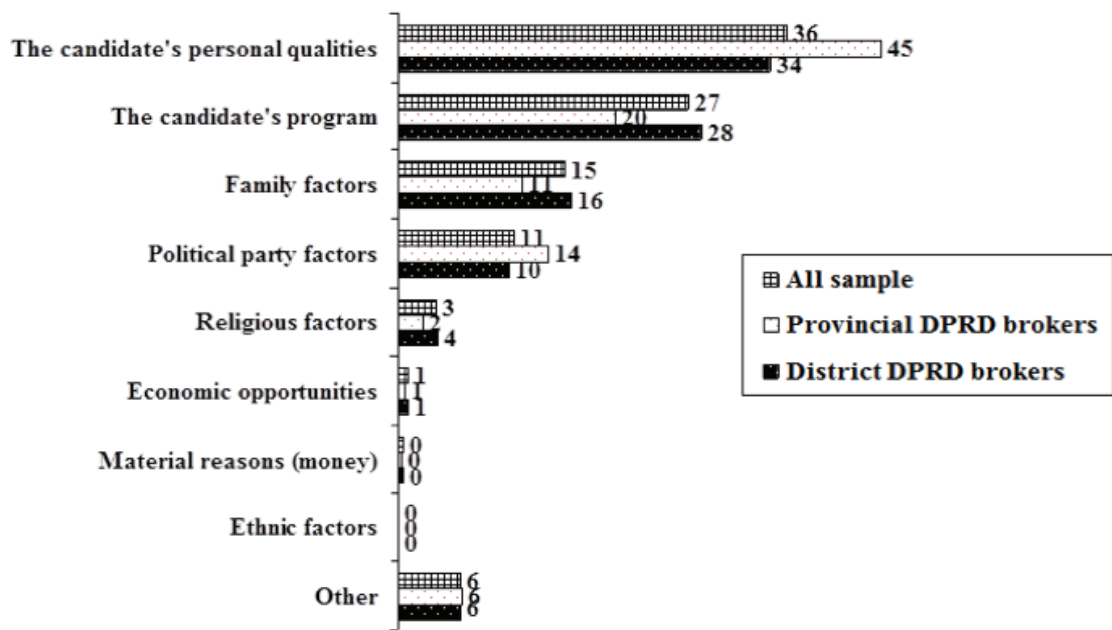 The candidate's personal qualities
36
45
34
The candidate's program
27
20
28
Family factors
15
11
16
Political party factors
11
14
10
Religious factors
3
2
4
Economic opportunities
1
1
1
Material reasons (money)
0
0
0
Ethnic factors
0
0
0
Other
6
6
6
All sample
Provincial DPRD brokers
District DPRD brokers